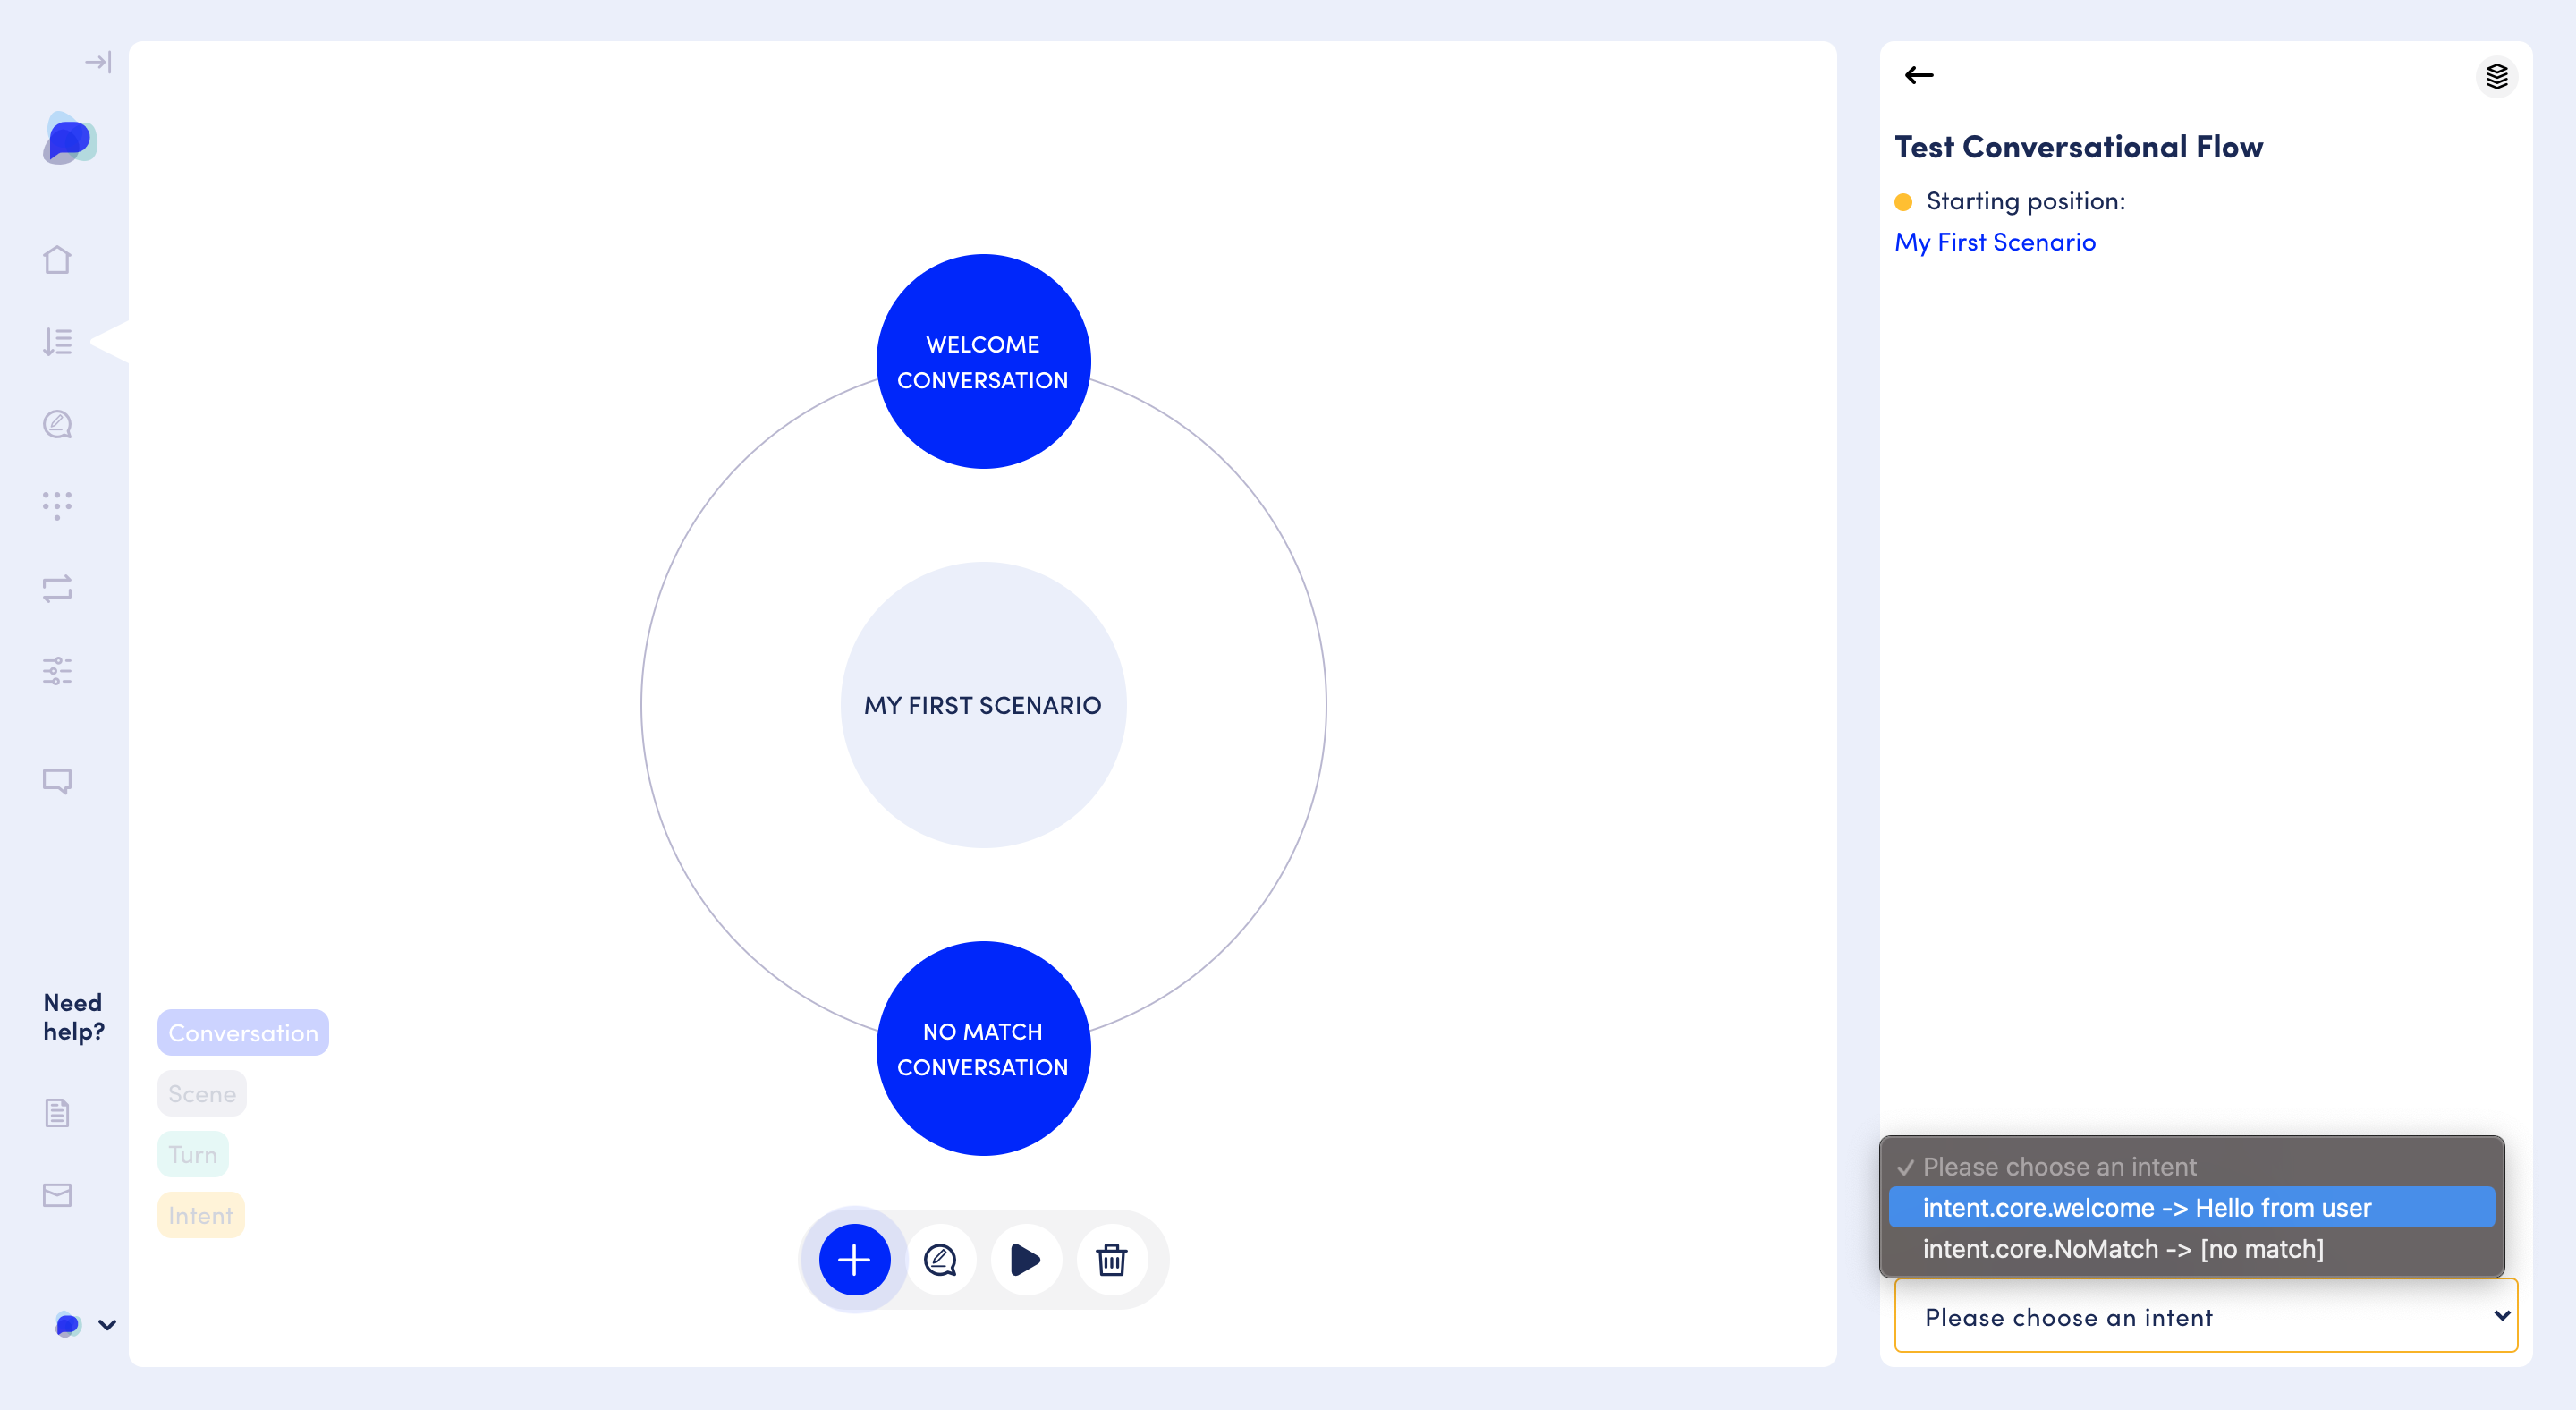 Need
help?
WELCOME
CONVERSATION
MY FIRST SCENARIO
NO MATCH
CONVERSATION
Conversation
Scene
Turn
Intent
Test Conversational Flow
Starting position:
My First Scenario
✓ Please choose an intent
intent.core.welcome -> Hello from user
intent.core.NoMatch -> [no match]
Please choose an intent